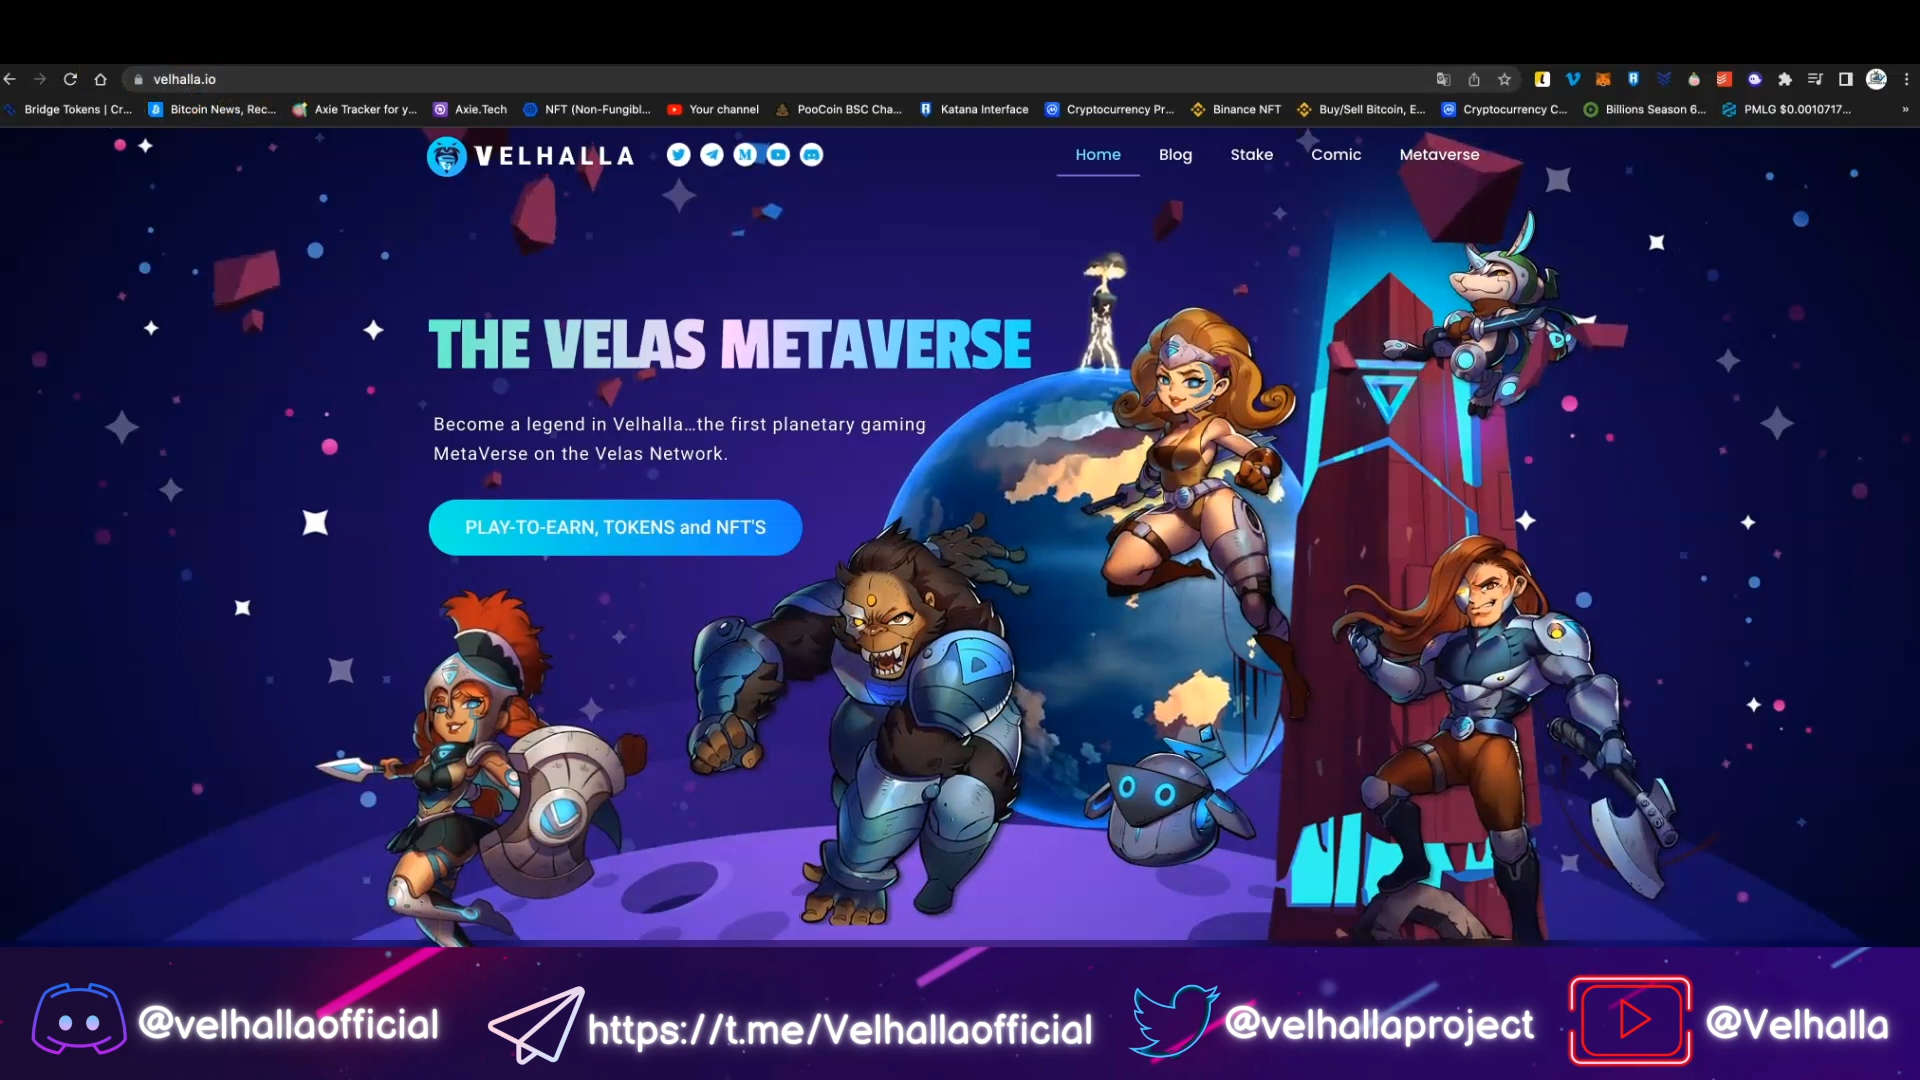 velhalla.io
Bridge Tokens | Cr... Bitcoin News, Rec... Axie Tracker for y... Axie.Tech NFT (Non-Fungibl... Your channel PooCoin BSC Cha... Katana Interface Cryptocurrency Pr... Binance NFT Buy/Sell Bitcoin, E... Cryptocurrency C... Billions Season 6... PMLG $0.0010717... »
VELHALLA Home Blog Stake Comic Metaverse
THE VELAS METAVERSE
Become a legend in Velhalla...the first planetary gaming
MetaVerse on the Velas Network.
PLAY-TO-EARN, TOKENS and NFT'S
@velhallaofficial https://t.me/Velhallaofficial @velhallaproject @Velhalla